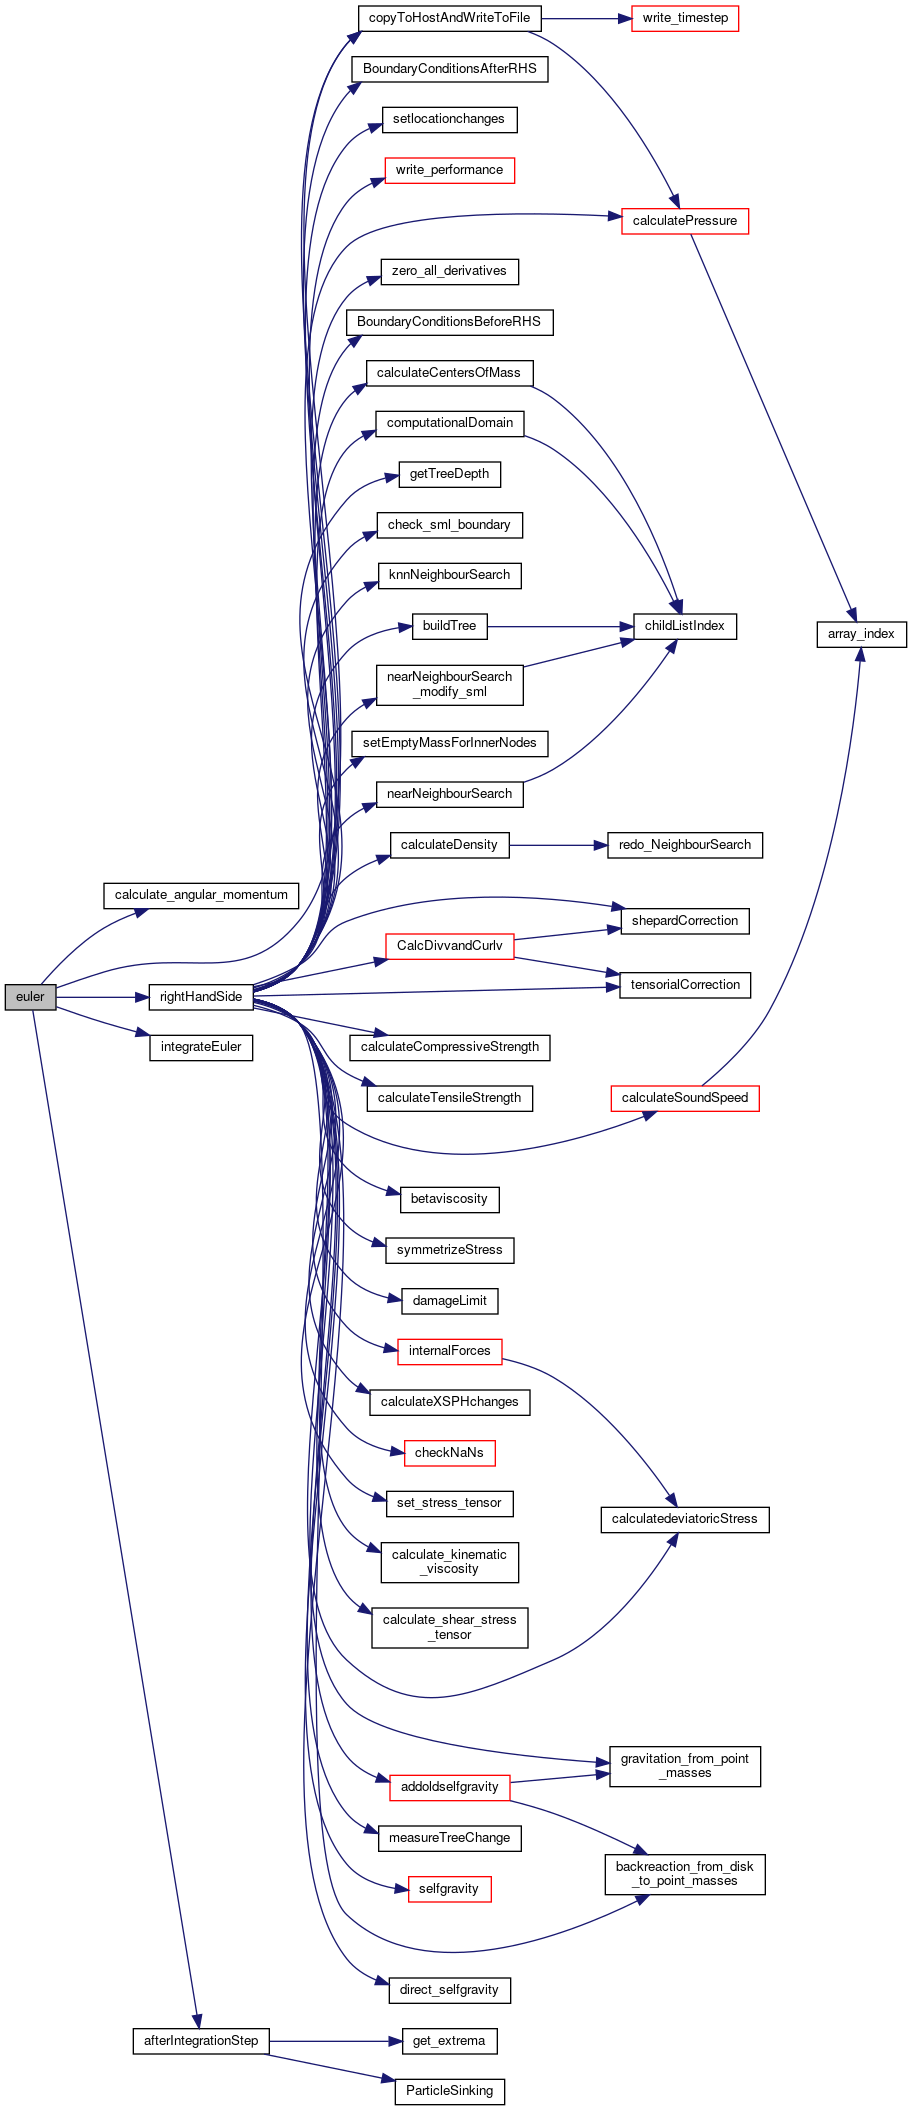 copyToHostAndWriteToFile
write_timestep
BoundaryConditionsAfterRHS
setlocationchanges
write_performance
calculatePressure
zero_all_derivatives
BoundaryConditionsBeforeRHS
calculateCentersOfMass
computationalDomain
getTreeDepth
check_sml_boundary
knnNeighbourSearch
buildTree
childListIndex
array_index
nearNeighbourSearch
_modify_sml
setEmptyMassForInnerNodes
nearNeighbourSearch
calculateDensity
redo_NeighbourSearch
calculate_angular_momentum
shepardCorrection
CalcDivvandCurlv
tensorialCorrection
euler
rightHandSide
integrateEuler
calculateCompressiveStrength
calculateTensileStrength
calculateSoundSpeed
betaviscosity
symmetrizeStress
damageLimit
internalForces
calculateXSPHchanges
checkNaNs
set_stress_tensor
calculatedeviatoricStress
calculate_kinematic
_viscosity
calculate_shear_stress
_tensor
gravitation_from_point
_masses
addoldselfgravity
measureTreeChange
backreaction_from_disk
_to_point_masses
selfgravity
direct_selfgravity
afterIntegrationStep
get_extrema
ParticleSinking